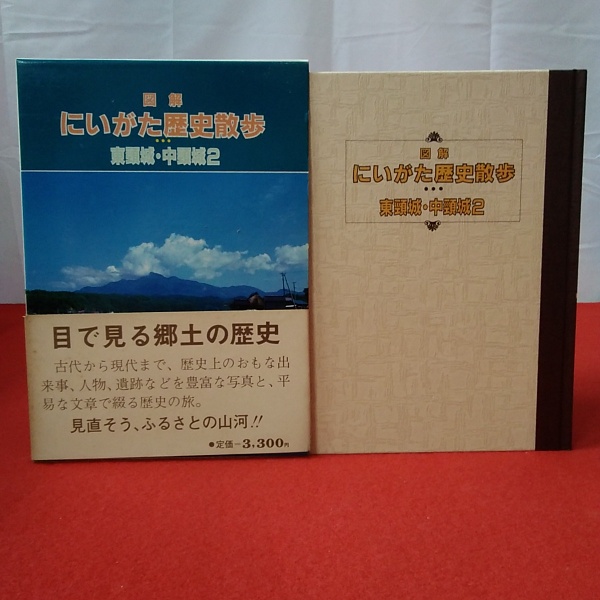 図解
にいがた歴史散歩
東頸城・中頸城2
目で見る郷土の歴史
古代から現代まで、歴史上のおもな出
来事、人物、遺跡などを豊富な写真と、平
易な文章で綴る歴史の旅。
見直そう、ふるさとの山河!!
●定価＝3,300円
図解
にいがた歴史散歩
東頸城・中頸城2